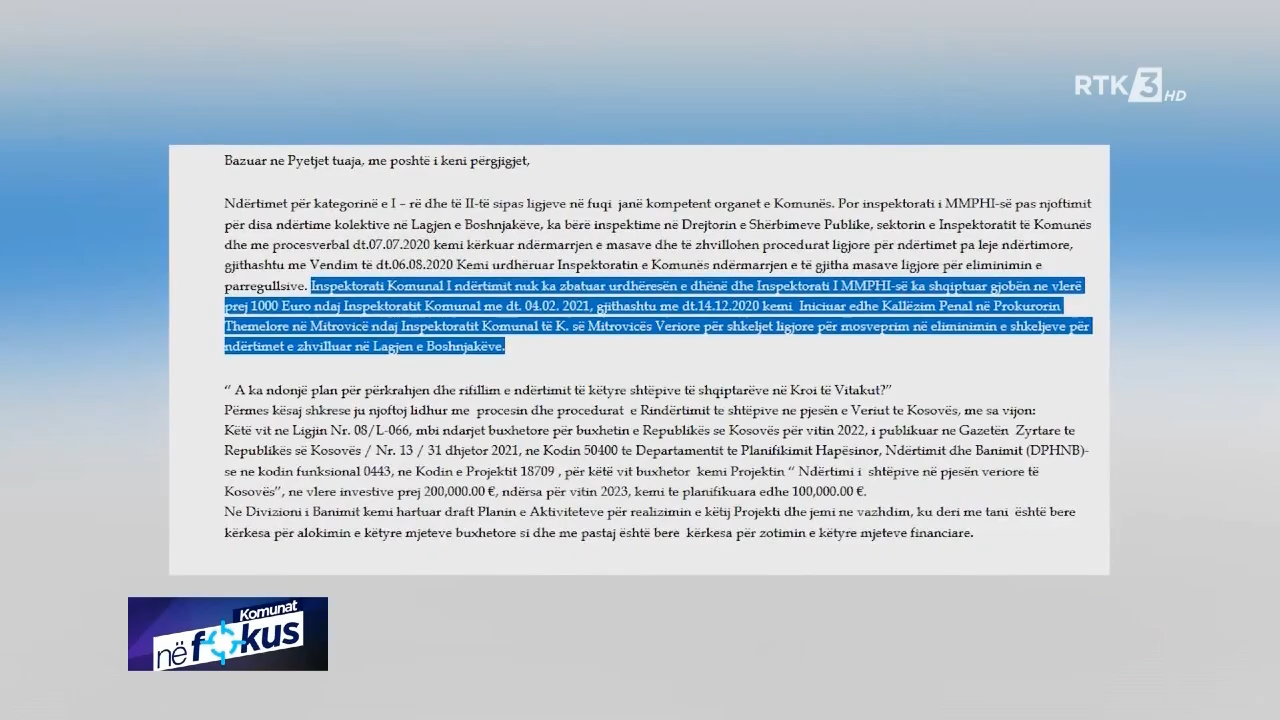 RTK 3 HD
Bazuar ne Pyetjet tuaja, me poshtë i keni përgjigjet,
Ndërtimet për kategorinë e I – rë dhe të II-të sipas ligjeve në fuqi janë kompetent organet e Komunës. Por inspektorati i MMPHI-së pas njoftimit
për disa ndërtime kolektive në Lagjen e Boshnjakëve, ka bërë inspektime në Drejtorin e Shërbimeve Publike, sektorin e Inspektoratit të Komunës
dhe me procesverbal dt.07.07.2020 kemi kërkuar ndërmarrjen e masave dhe të zhvillohen procedurat ligjore për ndërtimet pa leje ndërtimore,
gjithashtu me Vendim të dt.06.08.2020 Kemi urdhëruar Inspektoratin e Komunës ndërmarrjen e të gjitha masave ligjore për eliminimin e
parregullsive. Inspektorati Komunal I ndërtimit nuk ka zbatuar urdhëresën e dhënë dhe Inspektorati I MMPHI-së ka shqiptuar gjobën ne vlerë
prej 1000 Euro ndaj Inspektoratit Komunal me dt. 04.02. 2021, gjithashtu me dt.14.12.2020 kemi Iniciuar edhe Kallëzim Penal në Prokurorin
Themelore në Mitrovicë ndaj Inspektoratit Komunal të K. së Mitrovicës Veriore për shkeljet ligjore për mosveprim në eliminimin e shkeljeve për
ndërtimet e zhvilluar në Lagjen e Boshnjakëve.
“ A ka ndonjë plan për përkrahjen dhe rifillim e ndërtimit të këtyre shtëpive të shqiptarëve në Kroi të Vitakut?”
Përmes kësaj shkrese ju njoftoj lidhur me procesin dhe procedurat e Rindërtimit te shtëpive ne pjesën e Veriut te Kosovës, me sa vijon:
Këtë vit ne Ligjin Nr. 08/L-066, mbi ndarjet buxhetore për buxhetin e Republikës se Kosovës për vitin 2022, i publikuar ne Gazetën Zyrtare te
Republikës së Kosovës / Nr. 13 / 31 dhjetor 2021, ne Kodin 50400 te Departamentit te Planifikimit Hapësinor, Ndërtimit dhe Banimit (DPHNB)-
se ne kodin funksional 0443, ne Kodin e Projektit 18709 , për këtë vit buxhetor kemi Projektin “ Ndërtimi i shtëpive në pjesën veriore të
Kosovës”, ne vlere investive prej 200,000.00 €, ndërsa për vitin 2023, kemi te planifikuara edhe 100,000.00 €.
Ne Divizioni i Banimit kemi hartuar draft Planin e Aktiviteteve për realizimin e këtij Projekti dhe jemi ne vazhdim, ku deri me tani është bere
kërkesa për alokimin e këtyre mjeteve buxhetore si dhe me pastaj është bere kërkesa për zotimin e këtyre mjeteve financiare.
Komunat
në fokus